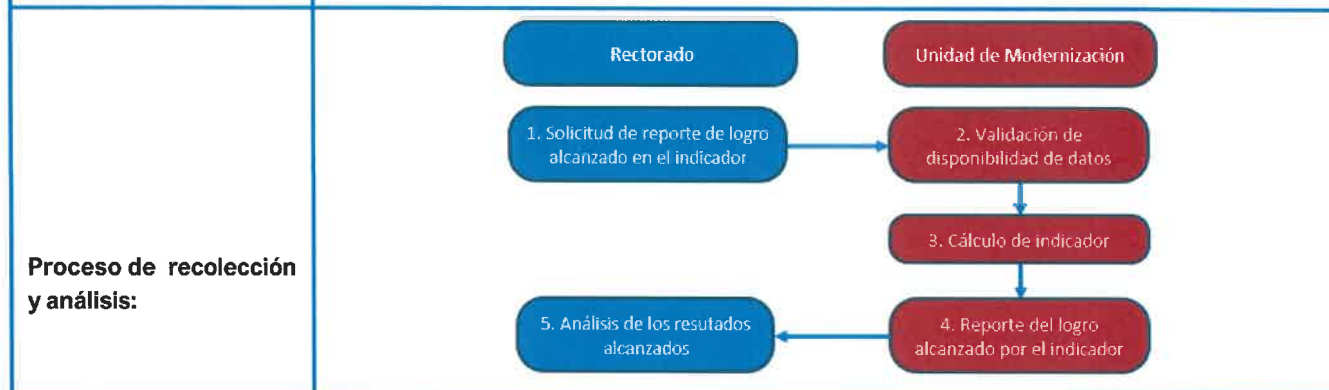 Rectorado
Unidad de Modernización
1. Solicitud de reporte de logro
alcanzado en el indicador
2. Validación de
disponibilidad de datos
3. Cálculo de indicador
Proceso de recolección
y análisis:
5. Análisis de los resutados
alcanzados
4. Reporte del logro
alcanzado por el indicador